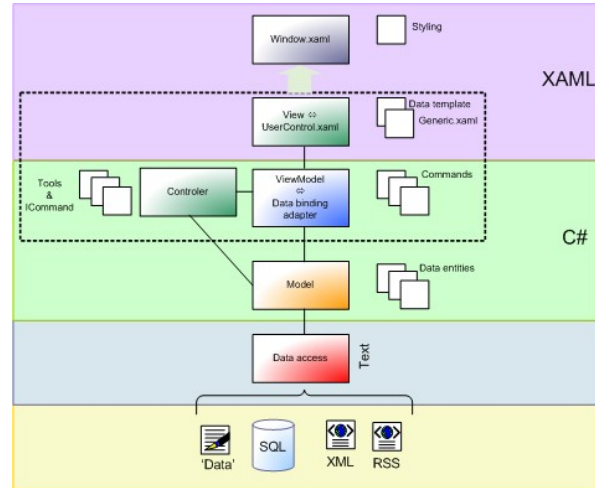 Window.xaml
Styling
XAML
View ⇔
UserControl.xaml
Data template
Generic.xaml
Tools
&
ICommand
Controler
ViewModel
⇔
Data binding
adapter
Commands
C#
Model
Data entities
Data access
Text
'Data'
SQL
XML
RSS